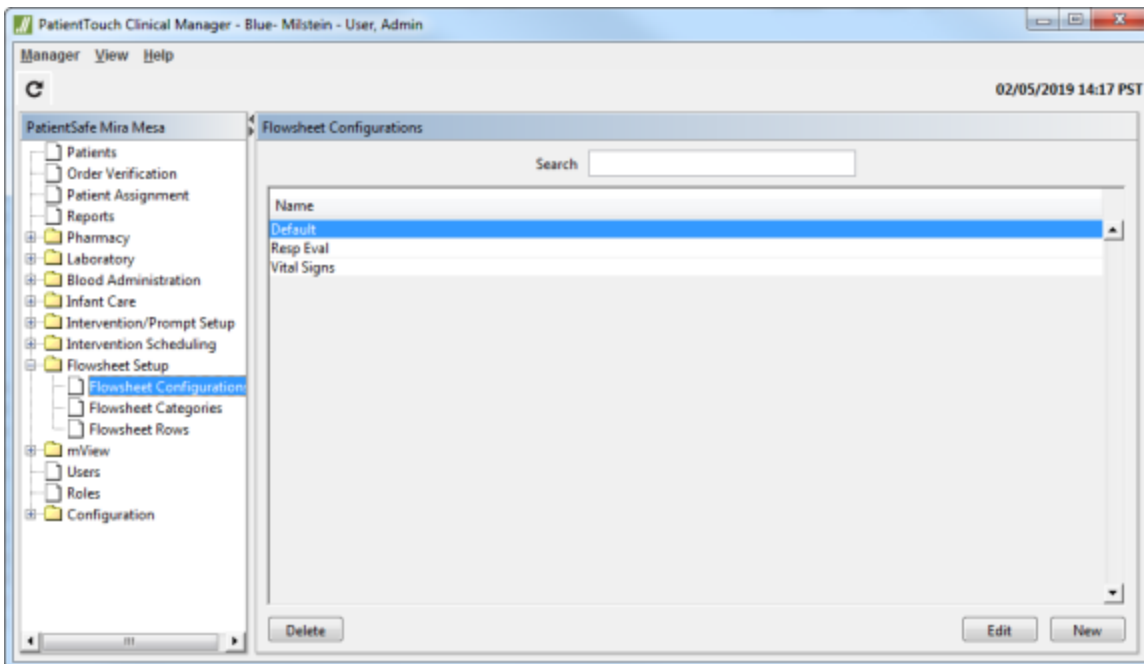 PatientTouch Clinical Manager - Blue- Milstein - User, Admin
Manager View Help
02/05/2019 14:17 PST
PatientSafe Mira Mesa
Patients
Order Verification
Patient Assignment
Reports
Pharmacy
Laboratory
Blood Administration
Infant Care
Intervention/Prompt Setup
Intervention Scheduling
Flowsheet Setup
Flowsheet Configurations
Flowsheet Categories
Flowsheet Rows
mView
Users
Roles
Configuration
Flowsheet Configurations
Search
Name
Default
Resp Eval
Vital Signs
Delete
Edit New